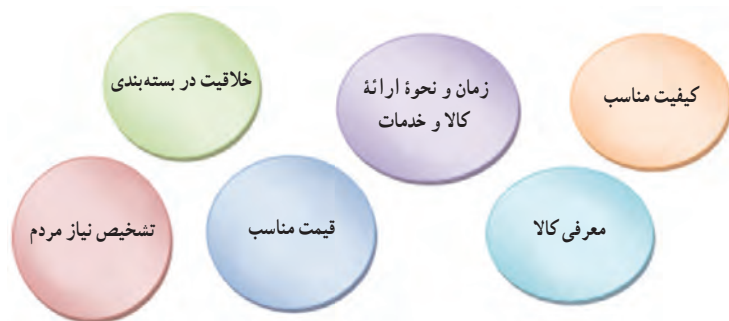 کیفیت مناسب
زمان و نحوهٔ ارائهٔ
کالا و خدمات
خلاقیت در بسته‌بندی
معرفی کالا
قیمت مناسب
تشخیص نیاز مردم